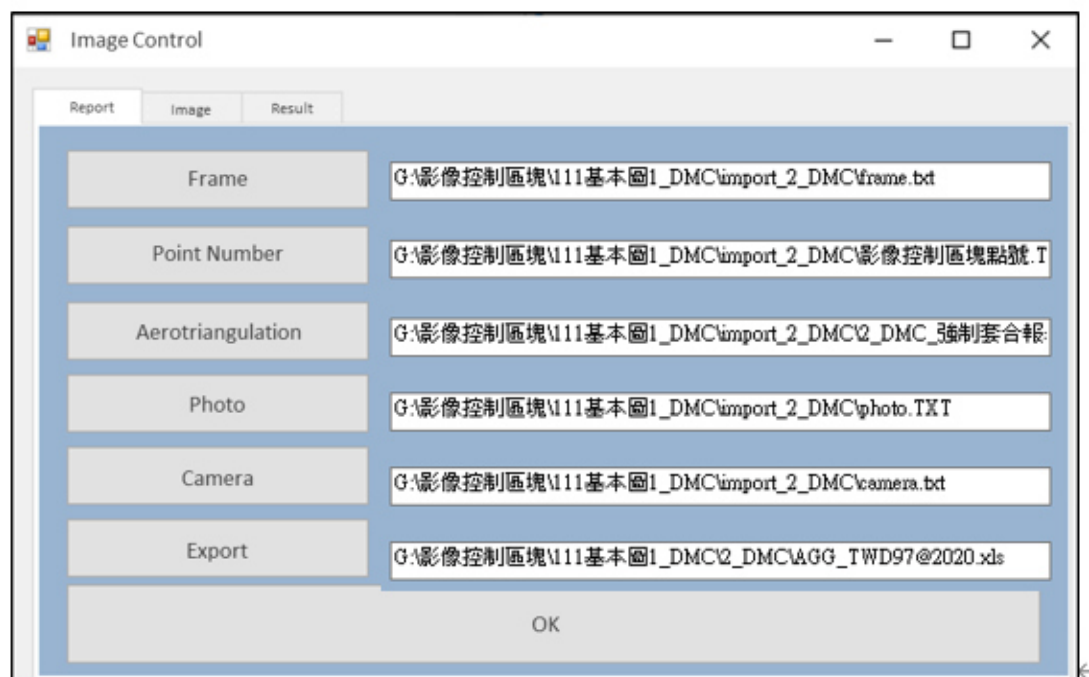 Image Control
Report Image Result
Frame G:\影像控制區塊\111基本圖1_DMC\import_2_DMC\frame.txt
Point Number G:\影像控制區塊\111基本圖1_DMC\import_2_DMC\影像控制區塊點號.T
Aerotriangulation G:\影像控制區塊\111基本圖1_DMC\import_2_DMC\2_DMC_強制套合報
Photo G:\影像控制區塊\111基本圖1_DMC\import_2_DMC\photo.TXT
Camera G:\影像控制區塊\111基本圖1_DMC\import_2_DMC\camera.txt
Export G:\影像控制區塊\111基本圖1_DMC\2_DMC\AGG_TWD97@2020.xls
OK